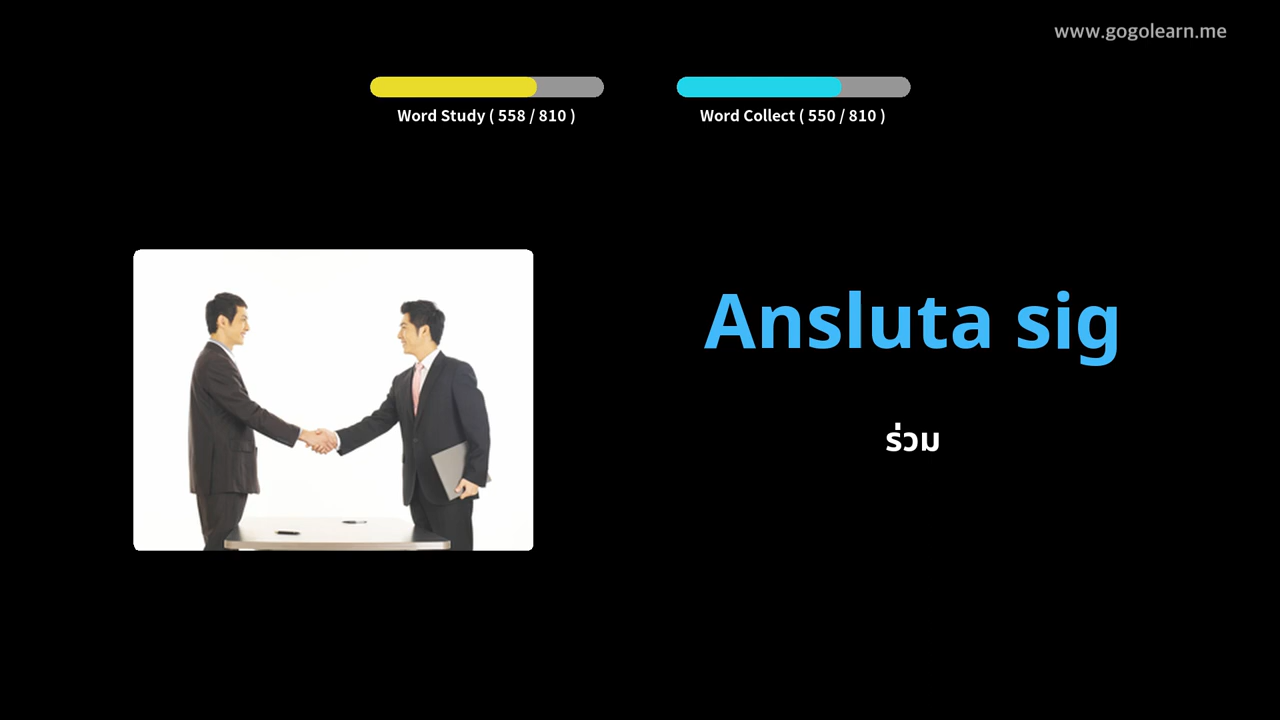 www.gogolearn.me
Word Study ( 558 / 810 )
Word Collect ( 550 / 810 )
Ansluta sig
ร่วม